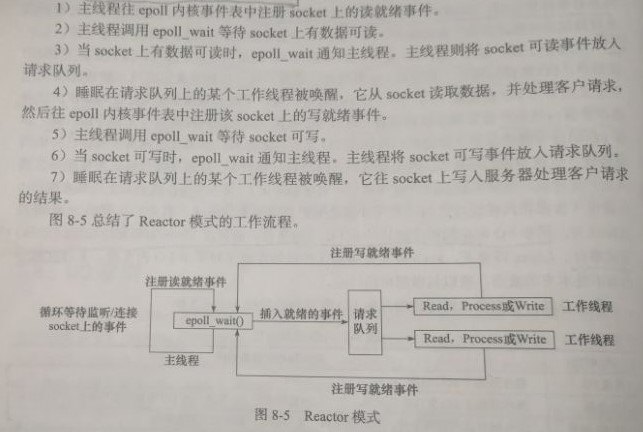 1）主线程往 epoll 内核事件表中注册 socket 上的读就绪事件。
2）主线程调用 epoll_wait 等待 socket 上有数据可读。
3）当 socket 上有数据可读时，epoll_wait 通知主线程。主线程则将 socket 可读事件放入
请求队列。
4）睡眠在请求队列上的某个工作线程被唤醒，它从 socket 读取数据，并处理客户请求，
然后往 epoll 内核事件表中注册该 socket 上的写就绪事件。
5）主线程调用 epoll_wait 等待 socket 可写。
6）当 socket 可写时，epoll_wait 通知主线程。主线程将 socket 可写事件放入请求队列。
7）睡眠在请求队列上的某个工作线程被唤醒，它往 socket 上写入服务器处理客户请求
的结果。
图 8-5 总结了 Reactor 模式的工作流程。
注册写就绪事件
注册读就绪事件
循环等待监听/连接
socket上的事件
epoll_wait()
插入就绪的事件
请求
队列
Read，Process或Write
工作线程
Read，Process或Write
工作线程
主线程
注册写就绪事件
图 8-5 Reactor 模式